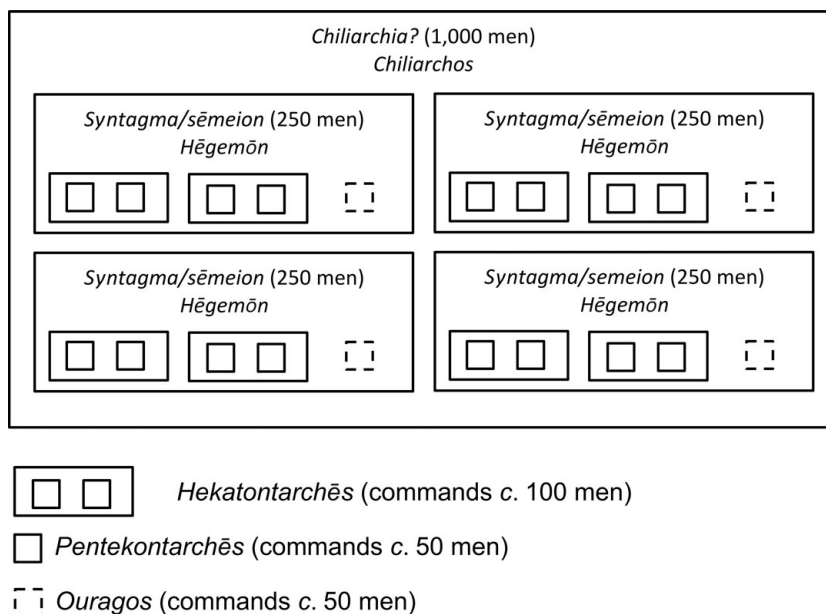 Chiliarchia? (1,000 men)
Chiliarchos
Syntagma/sēmeion (250 men)
Hēgemōn
Syntagma/sēmeion (250 men)
Hēgemōn
Syntagma/sēmeion (250 men)
Hēgemōn
Syntagma/semeion (250 men)
Hēgemōn
Hekatontarchēs (commands c. 100 men)
Pentekontarchēs (commands c. 50 men)
Ouragos (commands c. 50 men)